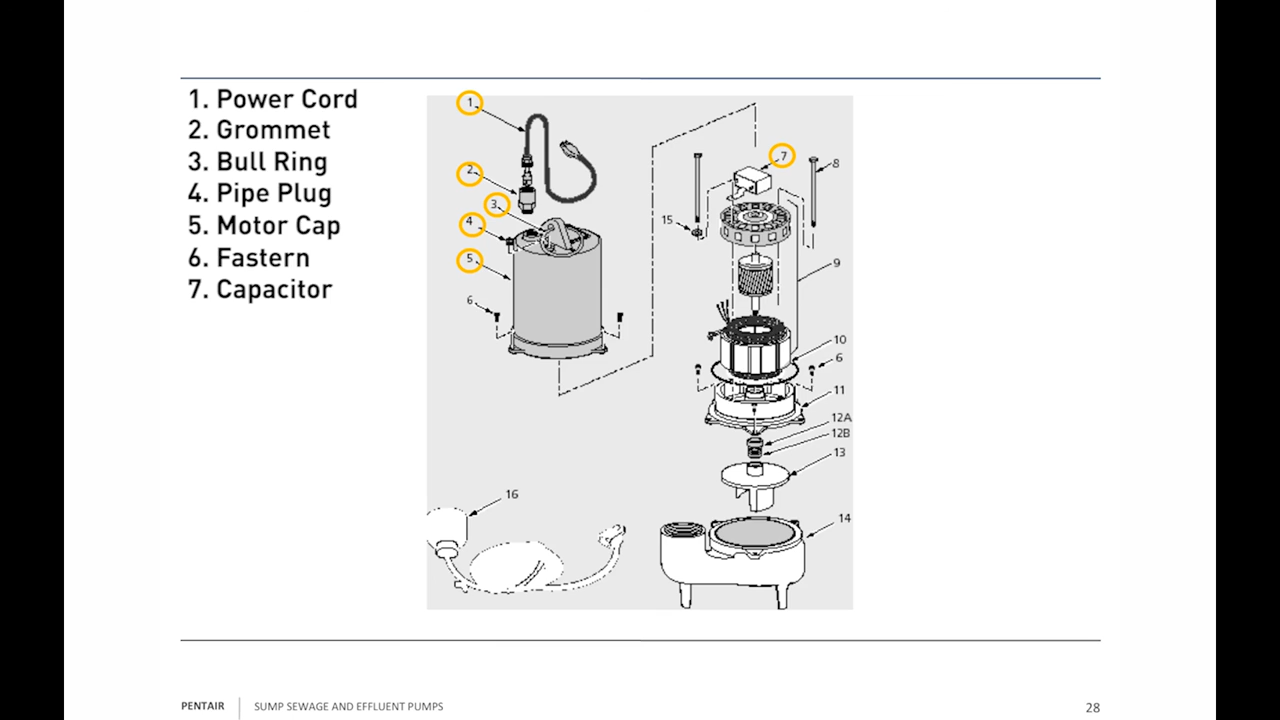 1. Power Cord
2. Grommet
3. Bull Ring
4. Pipe Plug
5. Motor Cap
6. Fastern
7. Capacitor
1
2
3
4
5
6
7
8
15
9
10
6
11
12A
12B
13
14
16
PENTAIR SUMP SEWAGE AND EFFLUENT PUMPS 28